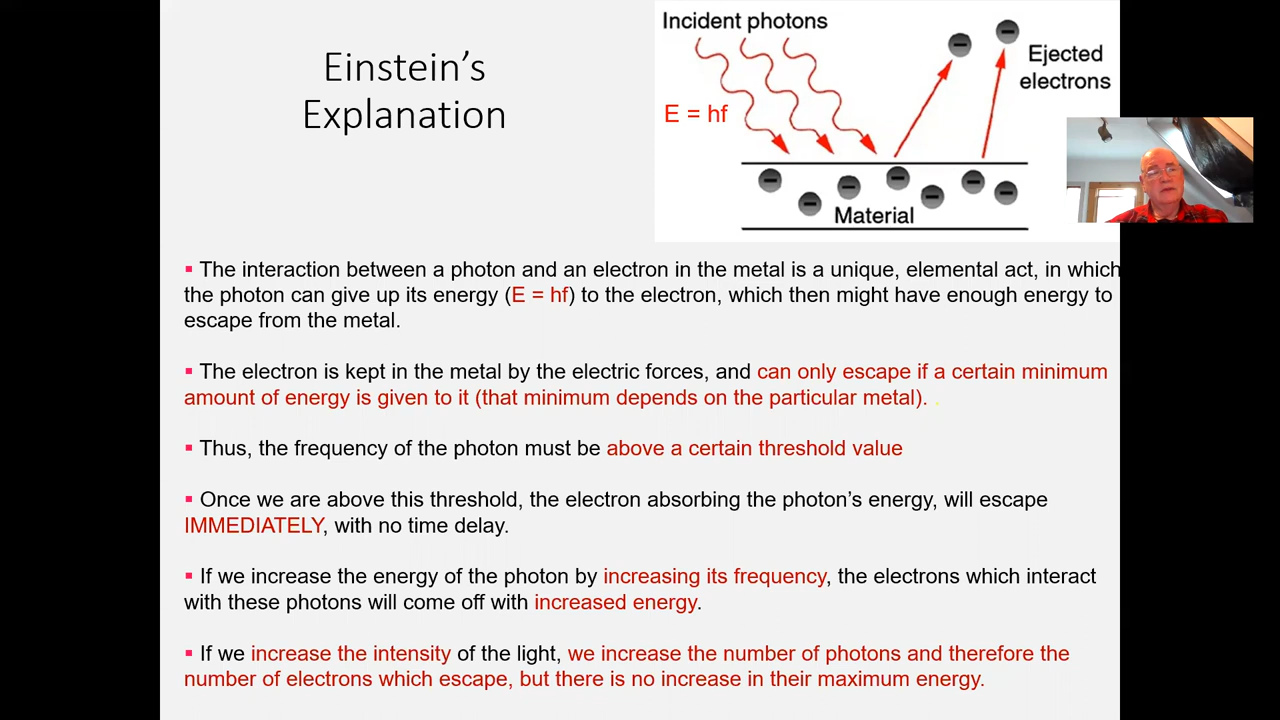 Einstein's
Explanation
Incident photons
E = hf
Ejected
electrons
Material
▪ The interaction between a photon and an electron in the metal is a unique, elemental act, in which
the photon can give up its energy (E = hf) to the electron, which then might have enough energy to
escape from the metal.
▪ The electron is kept in the metal by the electric forces, and can only escape if a certain minimum
amount of energy is given to it (that minimum depends on the particular metal).
▪ Thus, the frequency of the photon must be above a certain threshold value
▪ Once we are above this threshold, the electron absorbing the photon's energy, will escape
IMMEDIATELY, with no time delay.
▪ If we increase the energy of the photon by increasing its frequency, the electrons which interact
with these photons will come off with increased energy.
▪ If we increase the intensity of the light, we increase the number of photons and therefore the
number of electrons which escape, but there is no increase in their maximum energy.